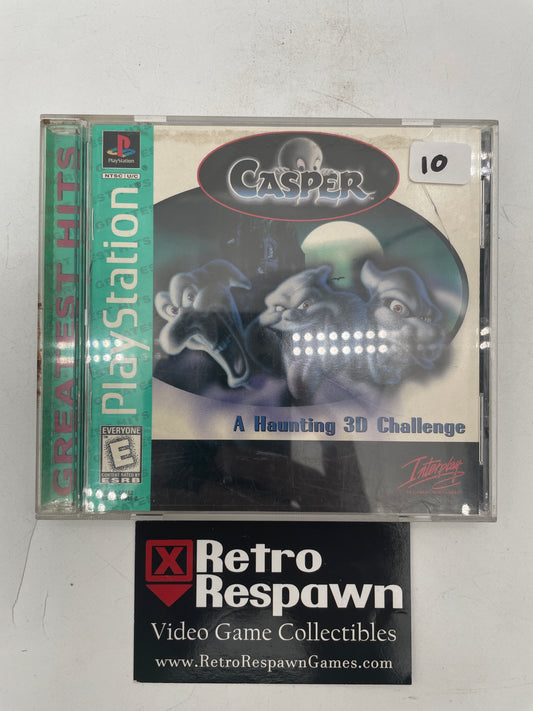 GREATEST HITS
PlayStation
NTSC U/C
PlayStation
EVERYONE
E
CONTENT RATED BY
ESRB
CASPER
TM
10
A Haunting 3D Challenge
Interplay
Retro
Respawn
Video Game Collectibles
www.RetroRespawnGames.com